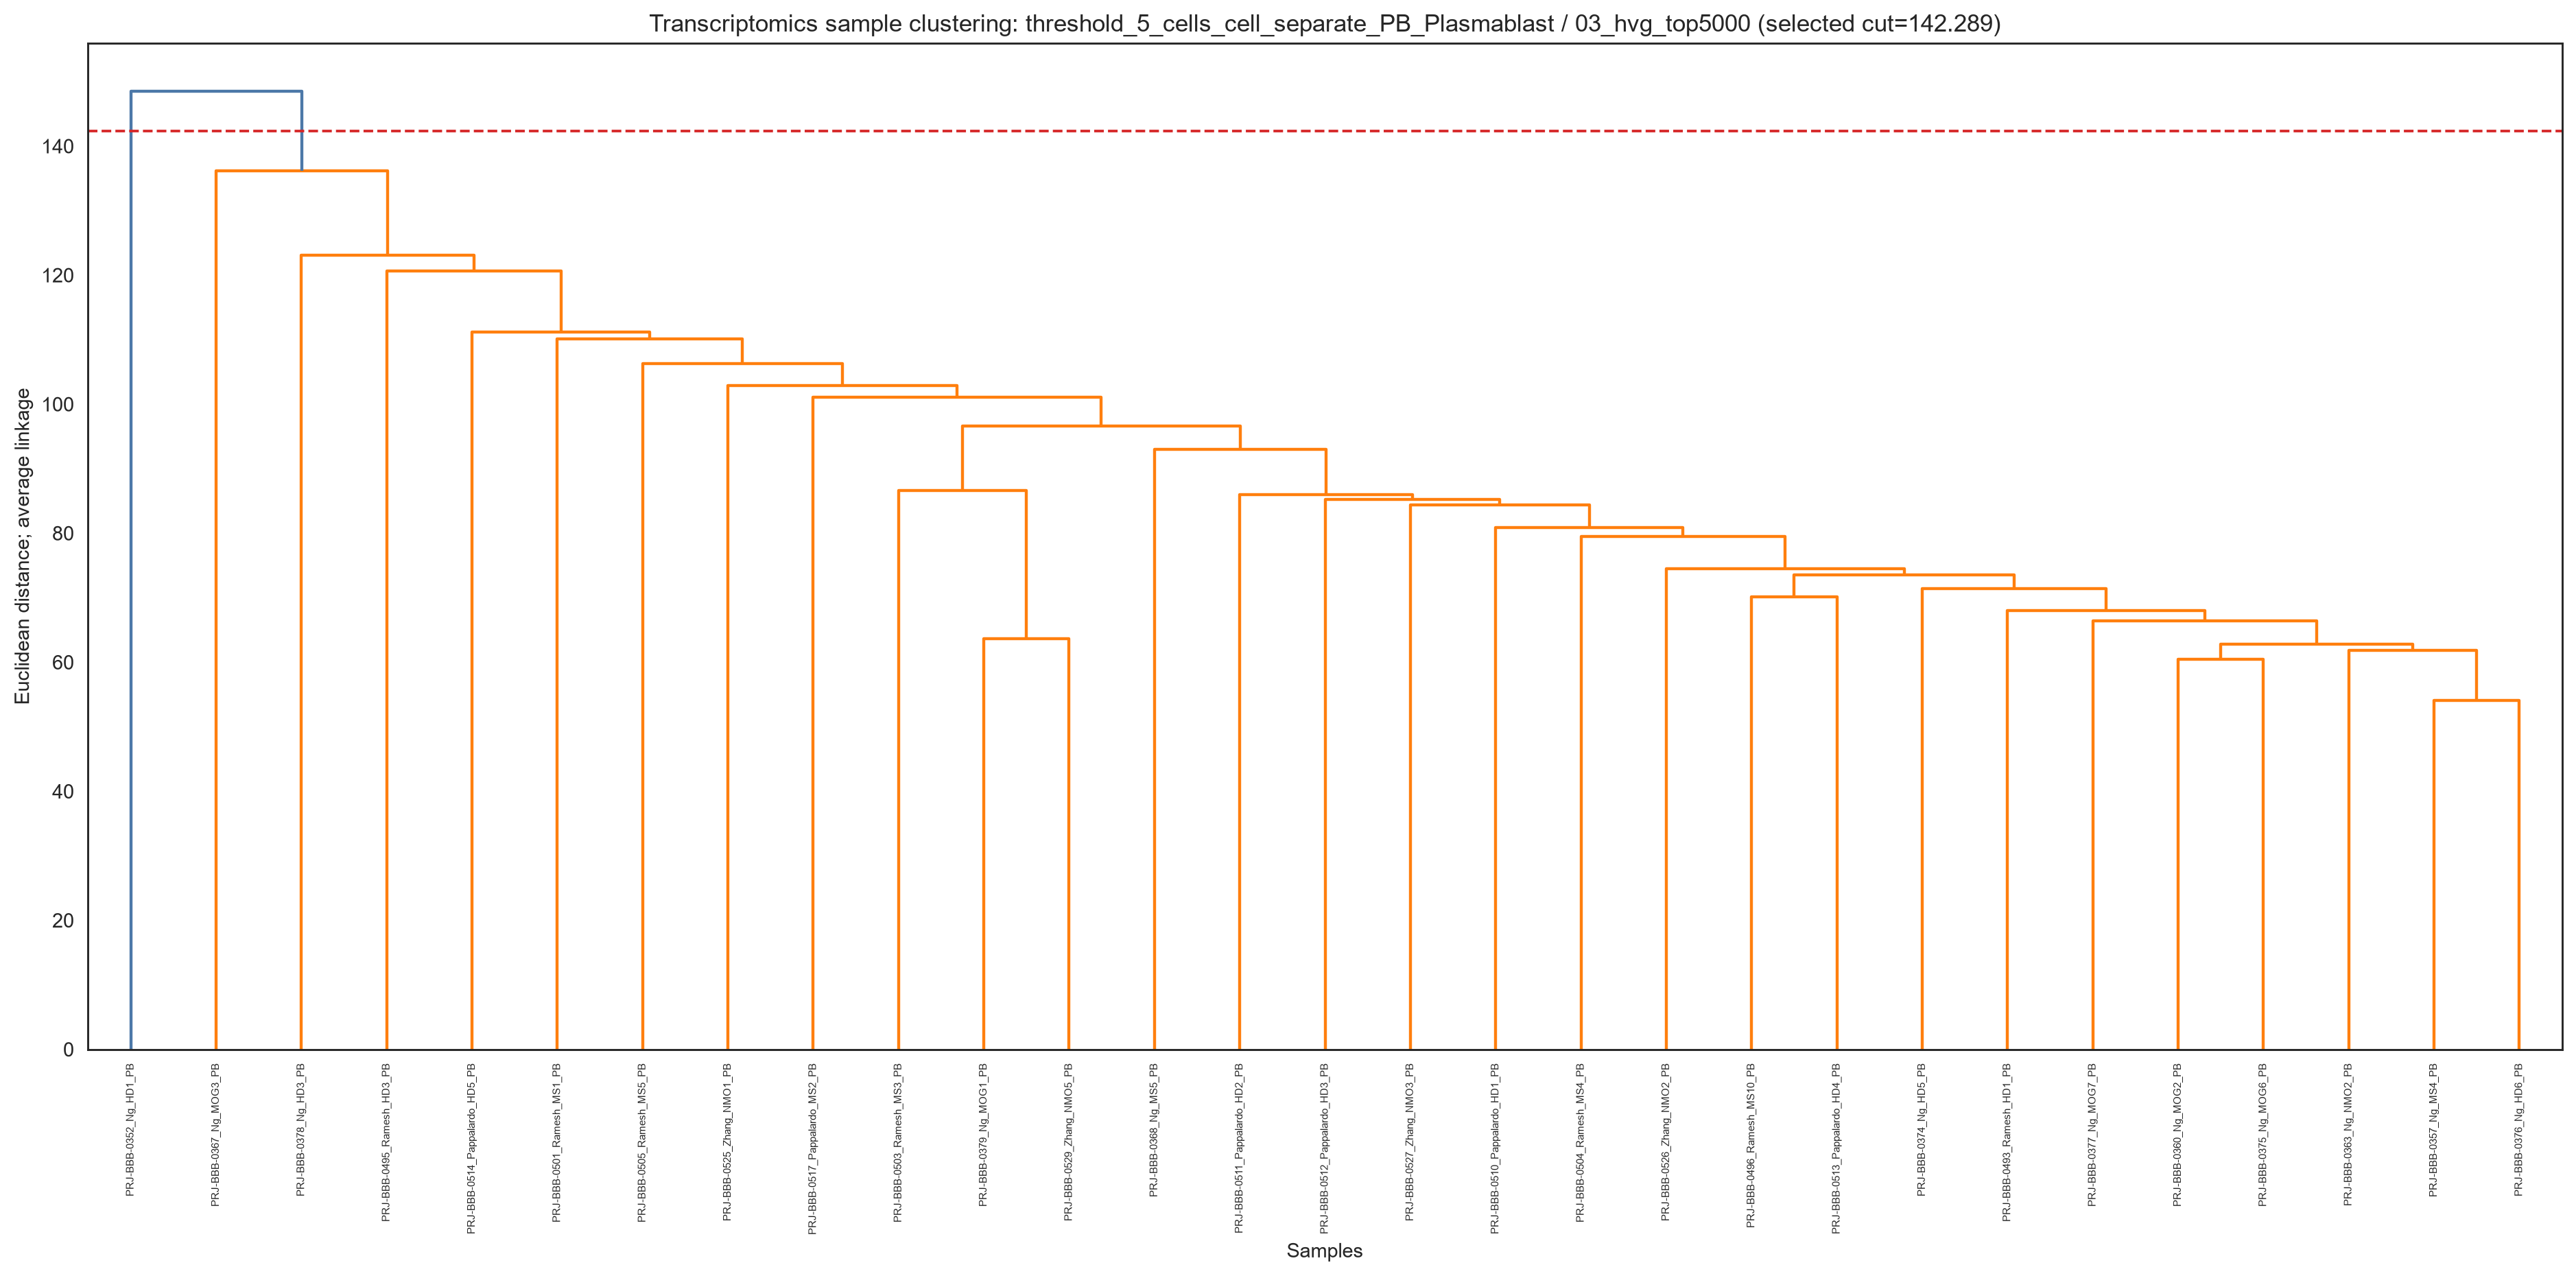 Transcriptomics sample clustering: threshold_5_cells_cell_separate_PB_Plasmablast / 03_hvg_top5000 (selected cut=142.289)
Euclidean distance; average linkage
140
120
100
80
60
40
20
0
PRJ-BBB-0352_Ng_HD1_PB
PRJ-BBB-0367_Ng_MOG3_PB
PRJ-BBB-0378_Ng_HD3_PB
PRJ-BBB-0495_Ramesh_HD3_PB
PRJ-BBB-0514_Pappalardo_HD5_PB
PRJ-BBB-0501_Ramesh_MS1_PB
PRJ-BBB-0505_Ramesh_MS5_PB
PRJ-BBB-0525_Zhang_NMO1_PB
PRJ-BBB-0517_Pappalardo_MS2_PB
PRJ-BBB-0503_Ramesh_MS3_PB
PRJ-BBB-0379_Ng_MOG1_PB
PRJ-BBB-0529_Zhang_NMO5_PB
PRJ-BBB-0368_Ng_MS5_PB
PRJ-BBB-0511_Pappalardo_HD2_PB
PRJ-BBB-0512_Pappalardo_HD3_PB
PRJ-BBB-0527_Zhang_NMO3_PB
PRJ-BBB-0510_Pappalardo_HD1_PB
PRJ-BBB-0504_Ramesh_MS4_PB
PRJ-BBB-0526_Zhang_NMO2_PB
PRJ-BBB-0496_Ramesh_MS10_PB
PRJ-BBB-0513_Pappalardo_HD4_PB
PRJ-BBB-0374_Ng_HD5_PB
PRJ-BBB-0493_Ramesh_HD1_PB
PRJ-BBB-0377_Ng_MOG7_PB
PRJ-BBB-0360_Ng_MOG2_PB
PRJ-BBB-0375_Ng_MOG6_PB
PRJ-BBB-0363_Ng_NMO2_PB
PRJ-BBB-0357_Ng_MS4_PB
PRJ-BBB-0376_Ng_HD6_PB
Samples